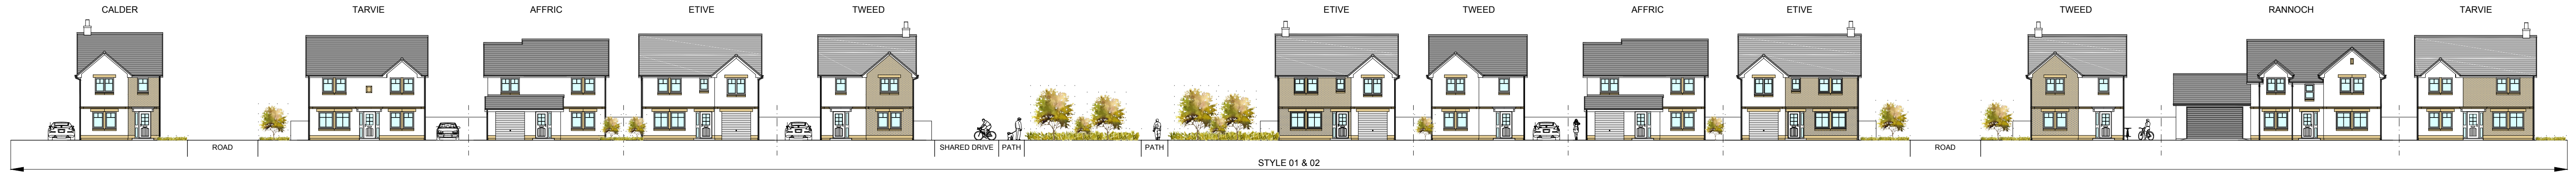 CALDER TARVIE AFFRIC ETIVE TWEED ETIVE TWEED AFFRIC ETIVE TWEED RANNOCH TARVIE
ROAD SHARED DRIVE PATH PATH ROAD
STYLE 01 & 02